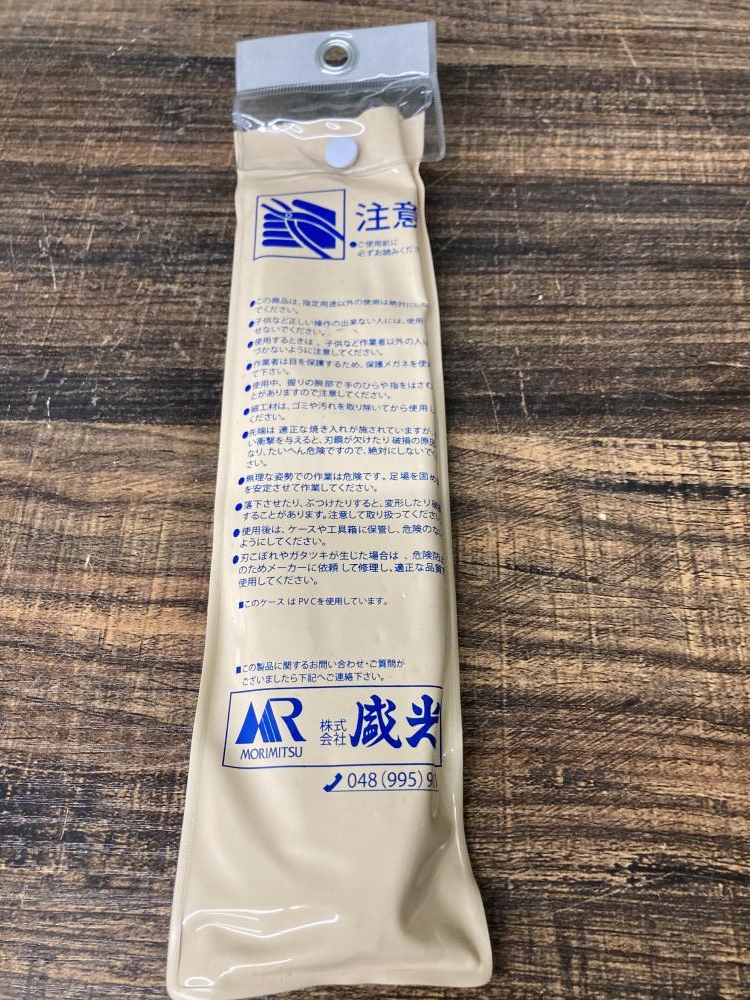 注意
●ご使用前に
必ずお読みくださ
●この商品は、指定用途以外の使用は絶対に
でください。
●子供など正しい操作の出来ない人には、使用
せないでください。
●使用するときは、子供など作業者以外の人
づかないように注意してください。
●作業者は目を保護するため、保護メガネを使
て下さい。
●使用中、握りの腕部で手のひらや指をはさむ
とがありますので注意してください。
●細工材は、ゴミや汚れを取り除いてから使用し
ください。
●先端は適正な焼き入れが施されていますが、
い衝撃を与えると、刃鋼が欠けたり破損の原因
なり、たいへん危険ですので、絶対にしないで
さい。
●無理な姿勢での作業は危険です。足場を固め
を安定させて作業してください。
●落下させたり、ぶつけたりすると、変形したり
することがあります。注意して取り扱ってくださ
●使用後は、ケースや工具箱に保管し、危険のな
ようにしてください。
●刃こぼれやガタツキが生じた場合は、危険防
のためメーカーに依頼して修理し、適正な品質
使用してください。
■このケースはPVCを使用しています。
■この製品に関するお問い合わせ・ご質問が
ございましたら下記へご連絡下さい。
MR
MORIMITSU
株式
会社
盛光
048(995)9